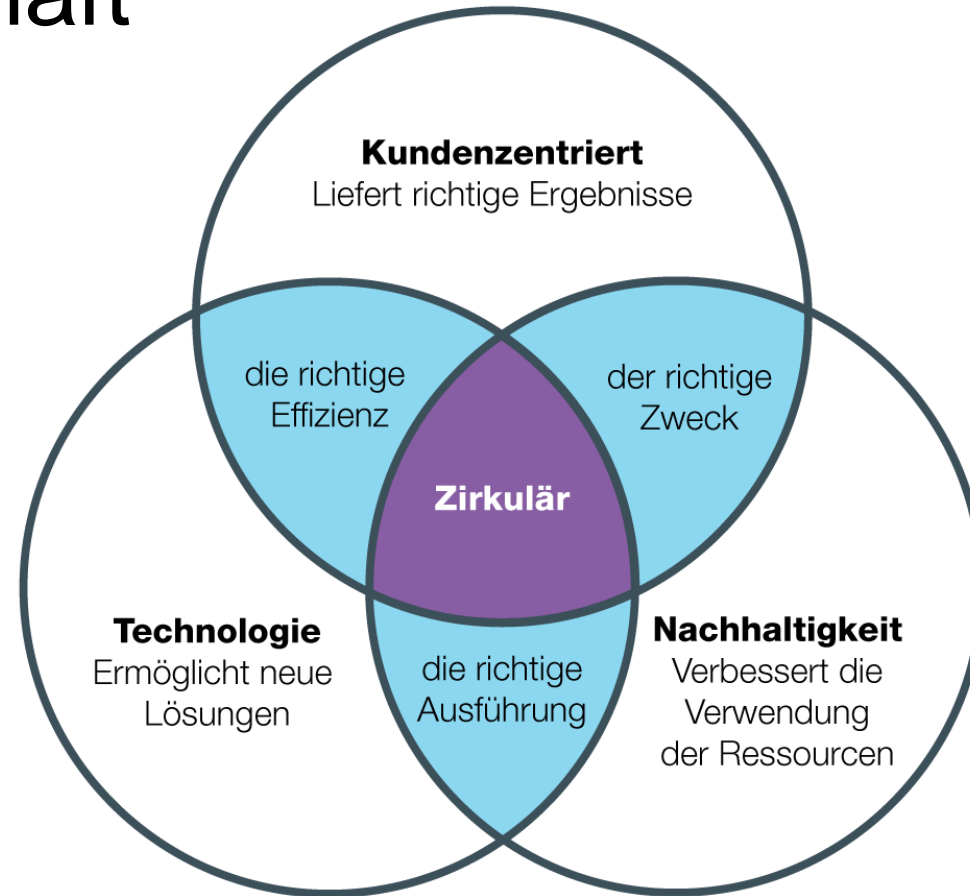 Kundenzentriert
Liefert richtige Ergebnisse
die richtige
Effizienz
der richtige
Zweck
Zirkulär
Technologie
Ermöglicht neue
Lösungen
die richtige
Ausführung
Nachhaltigkeit
Verbessert die
Verwendung
der Ressourcen